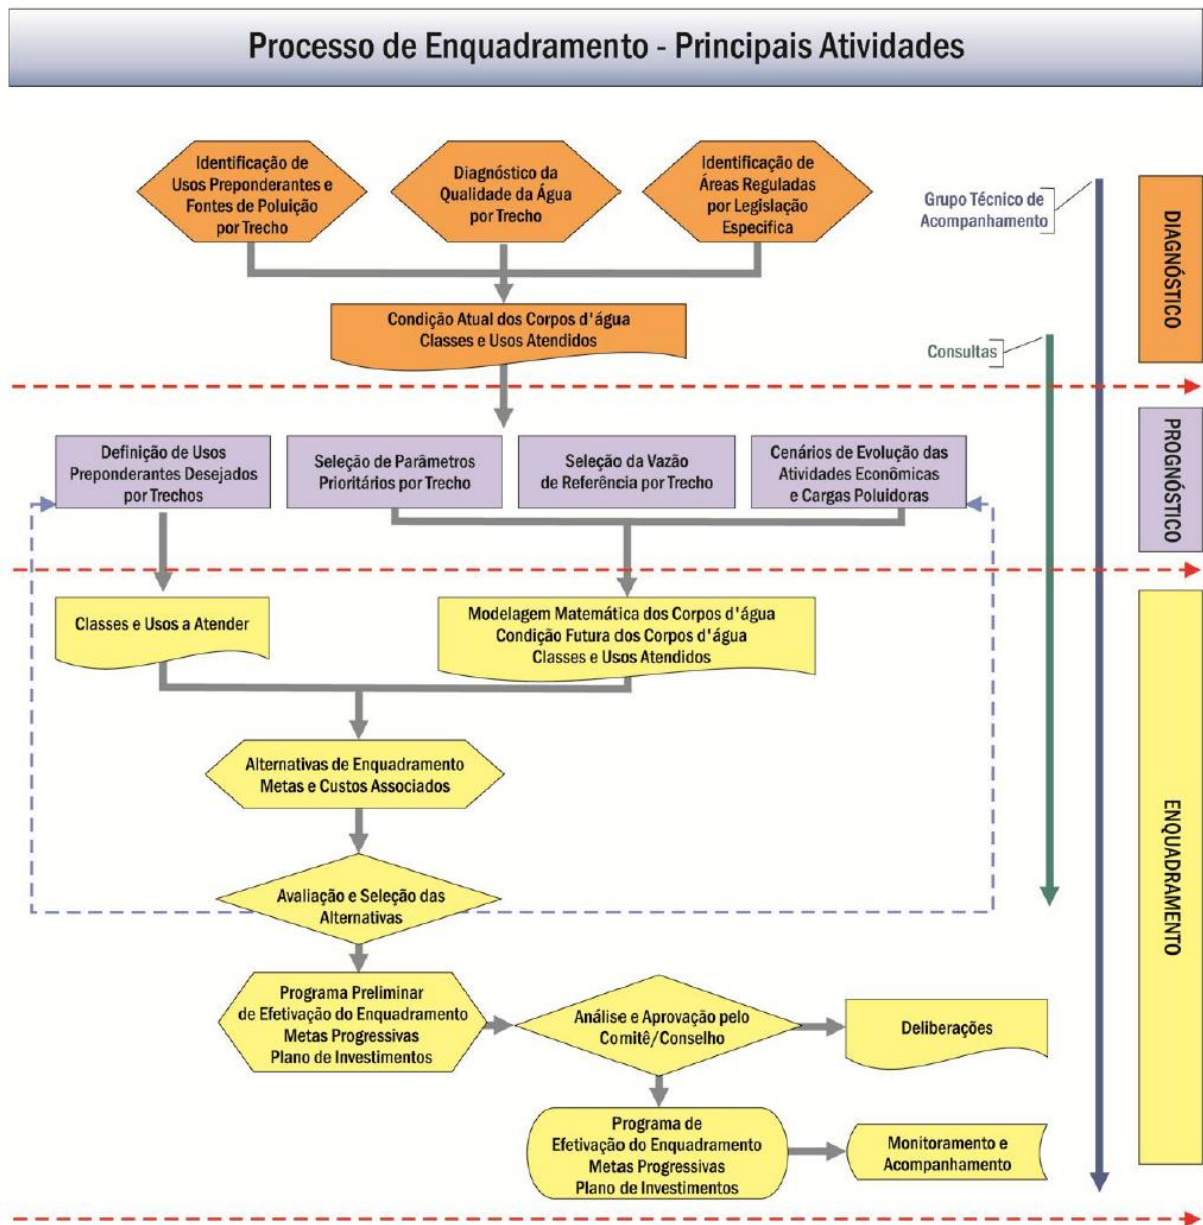 Processo de Enquadramento - Principais Atividades
Identificação de
Usos Preponderantes e
Fontes de Poluição
por Trecho
Diagnóstico da
Qualidade da Água
por Trecho
Identificação de
Áreas Reguladas
por Legislação
Especifica
Grupo Técnico de
Acompanhamento
DIAGNÓSTICO
Condição Atual dos Corpos d'água
Classes e Usos Atendidos
Consultas
Definição de Usos
Preponderantes Desejados
por Trechos
Seleção de Parâmetros
Prioritários por Trecho
Seleção da Vazão
de Referência por Trecho
Cenários de Evolução das
Atividades Econômicas
e Cargas Poluidoras
PROGNÓSTICO
Classes e Usos a Atender
Modelagem Matemática dos Corpos d'água
Condição Futura dos Corpos d'água
Classes e Usos Atendidos
Alternativas de Enquadramento
Metas e Custos Associados
ENQUADRAMENTO
Avaliação e Seleção das
Alternativas
Programa Preliminar
de Efetivação do Enquadramento
Metas Progressivas
Plano de Investimentos
Análise e Aprovação pelo
Comitê/Conselho
Deliberações
Programa de
Efetivação do Enquadramento
Metas Progressivas
Plano de Investimentos
Monitoramento e
Acompanhamento